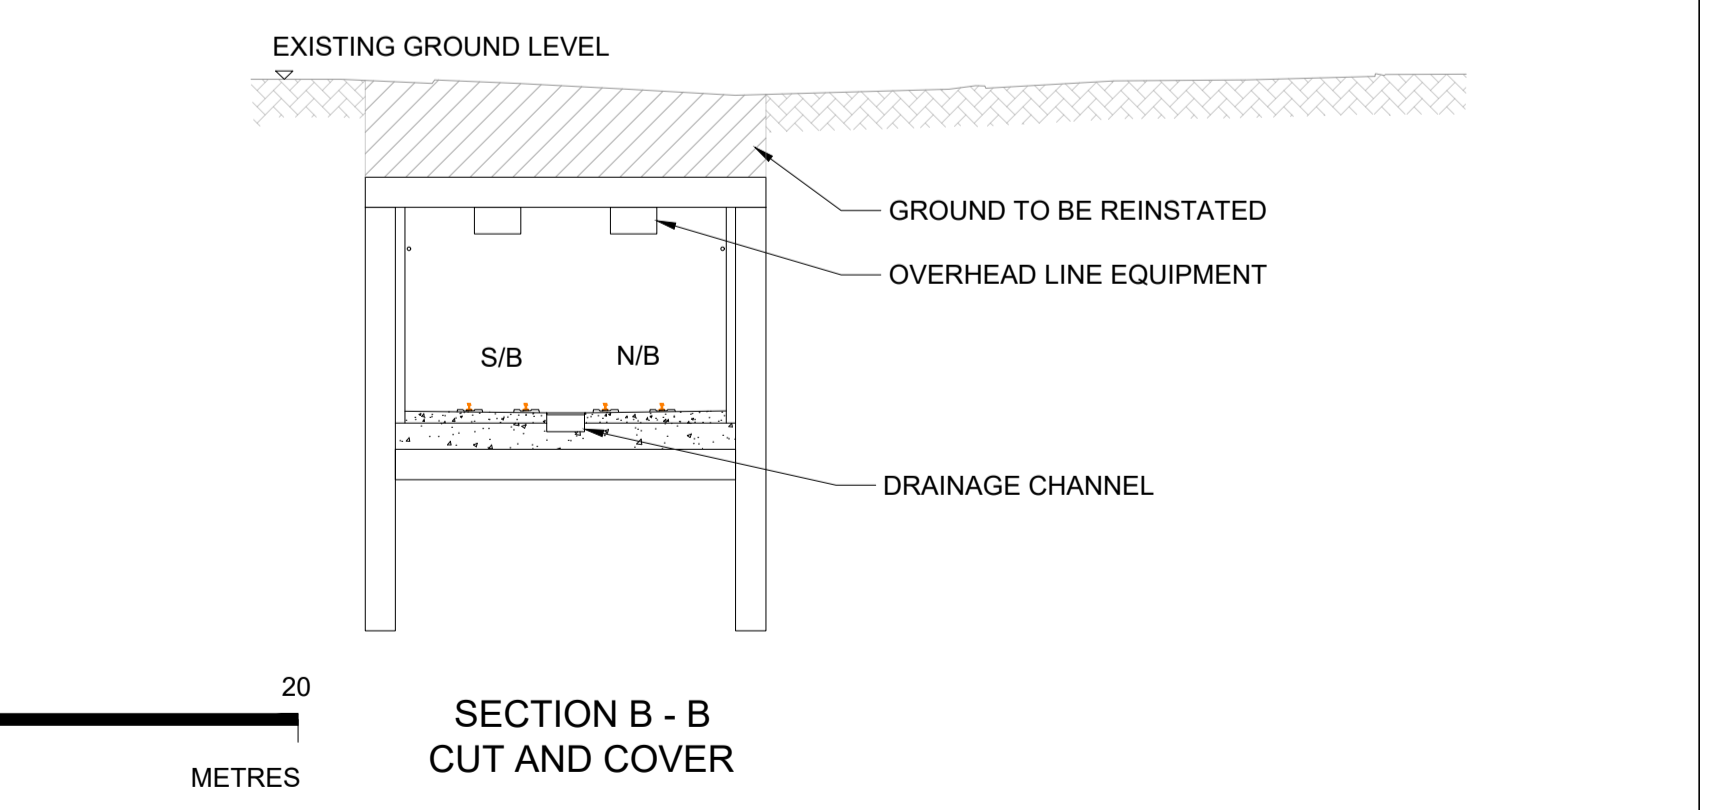 EXISTING GROUND LEVEL
GROUND TO BE REINSTATED
OVERHEAD LINE EQUIPMENT
S/B
N/B
DRAINAGE CHANNEL
20
METRES
SECTION B - B
CUT AND COVER